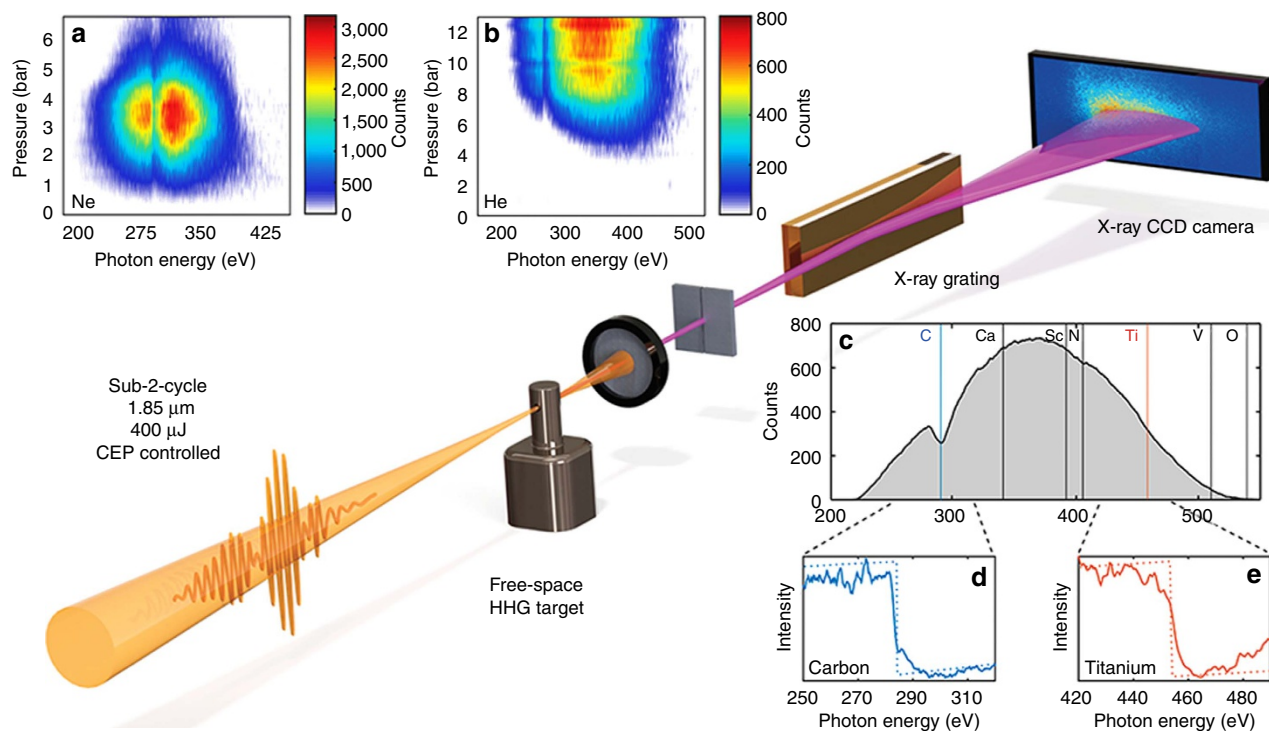 a
Pressure (bar)
6
5
4
3
2
1
0
Ne
200 275 350 425
Photon energy (eV)
3,000
2,500
2,000
1,500
1,000
500
0
Counts
b
Pressure (bar)
12
10
8
6
4
2
0
He
200 300 400 500
Photon energy (eV)
800
600
400
200
0
Counts
X-ray CCD camera
X-ray grating
Sub-2-cycle
1.85 μm
400 μJ
CEP controlled
Free-space
HHG target
c
C Ca Sc N Ti V O
Counts
800
600
400
200
0
200 300 400 500
d
Intensity
Carbon
250 270 290 310
Photon energy (eV)
e
Intensity
Titanium
420 440 460 480
Photon energy (eV)